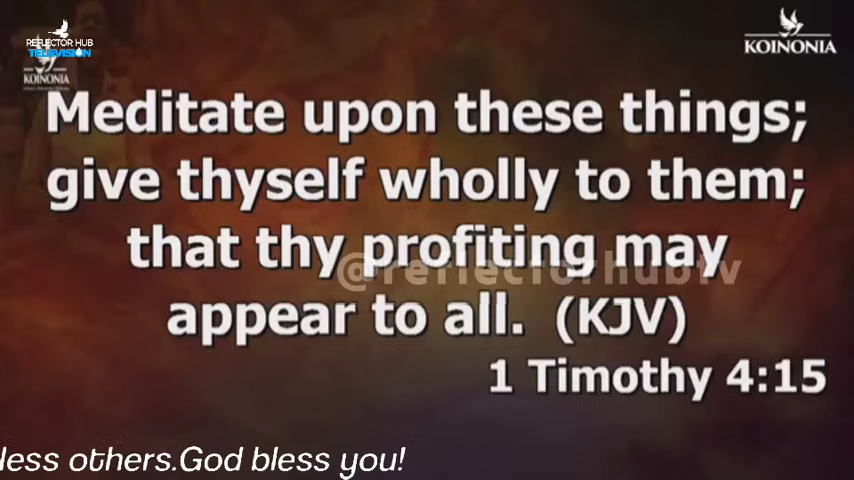 REFLECTOR HUB
TELEVISION
KOINONIA
KOINONIA
Meditate upon these things;
give thyself wholly to them;
that thy profiting may
@reflectorhubtv
appear to all. (KJV)
1 Timothy 4:15
others.God bless you!